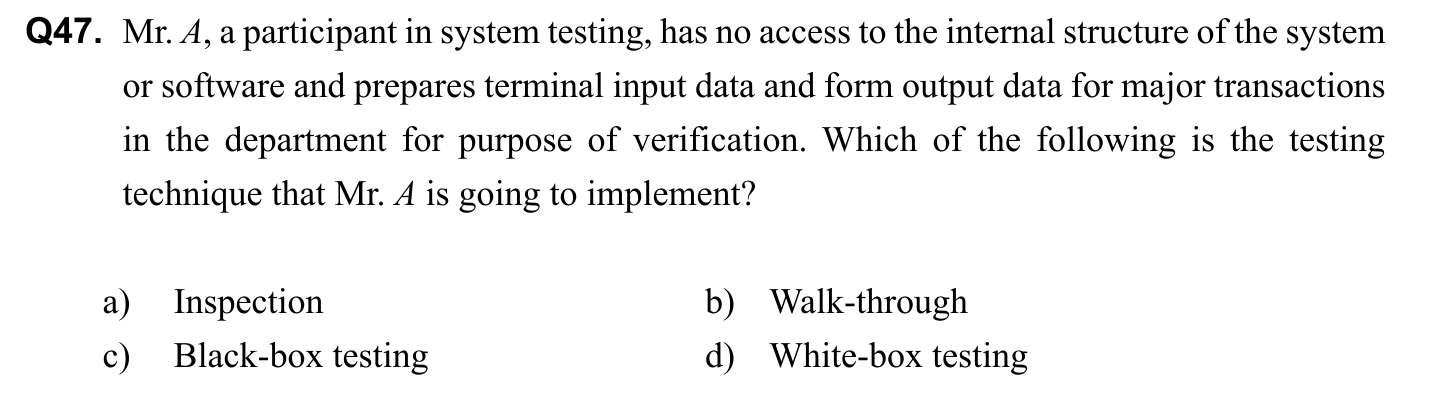 Q47. Mr. A, a participant in system testing, has no access to the internal structure of the system
or software and prepares terminal input data and form output data for major transactions
in the department for purpose of verification. Which of the following is the testing
technique that Mr. A is going to implement?
a) Inspection b) Walk-through
c) Black-box testing d) White-box testing